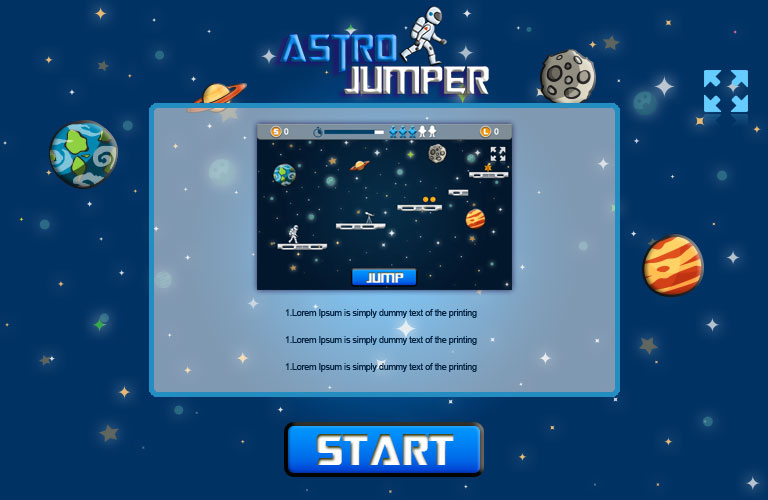 ASTRO
JUMPER
S 0
L 0
JUMP
1.Lorem Ipsum is simply dummy text of the printing
1.Lorem Ipsum is simply dummy text of the printing
1.Lorem Ipsum is simply dummy text of the printing
START